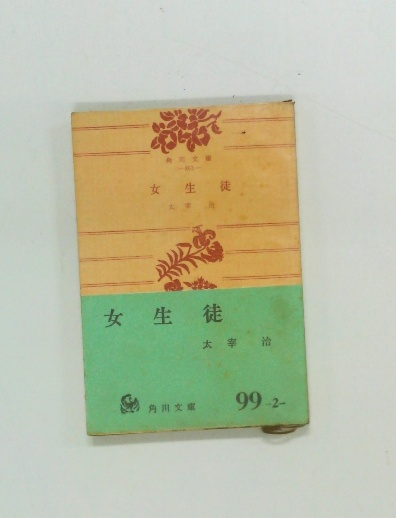 角川文庫
女生徒
太宰治
女生徒
太宰 治
角川文庫 99-2-